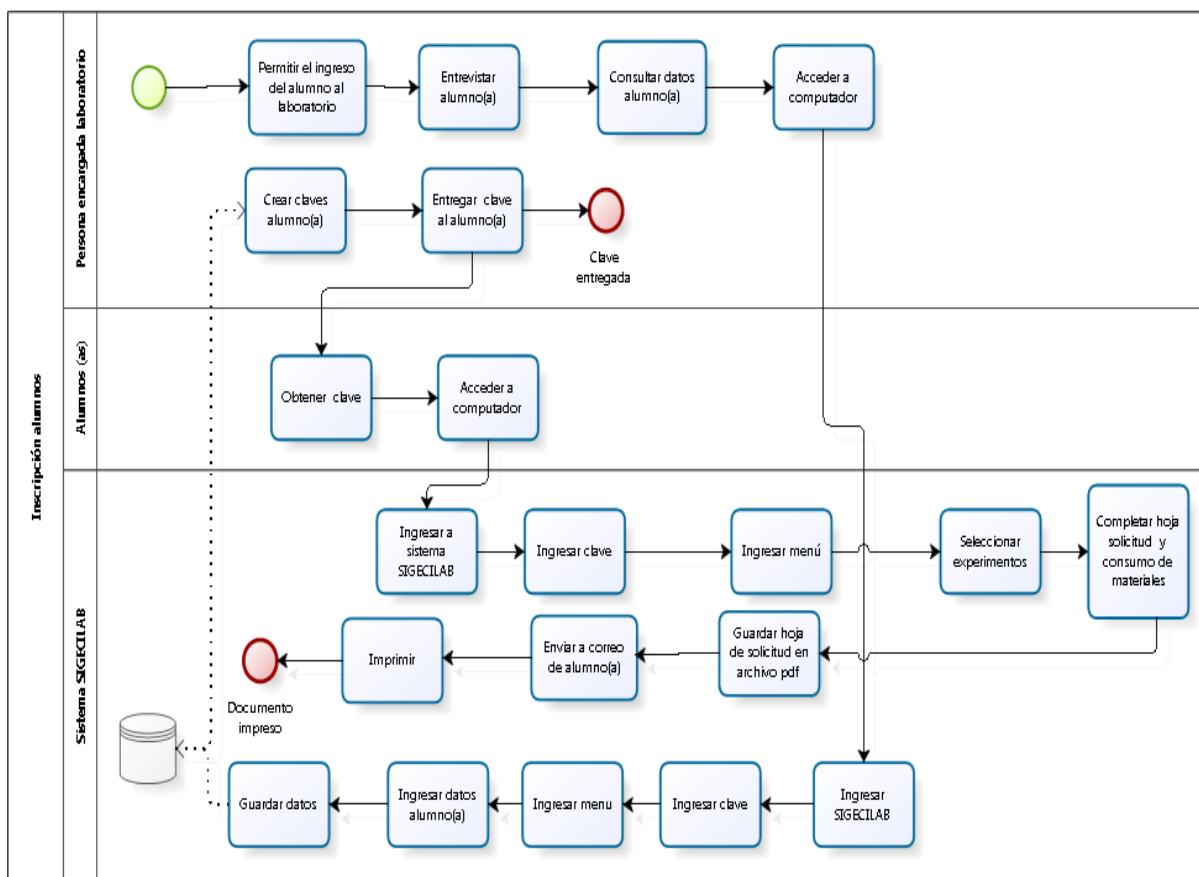 Inscripción alumnos
Persona encargada laboratorio
Permitir el ingreso
del alumno al
laboratorio
Entrevistar
alumno(a)
Consultar datos
alumno(a)
Acceder a
computador
Crear claves
alumno(a)
Entregar clave
al alumno(a)
Clave
entregada
Alumnos (as)
Obtener clave
Acceder a
computador
Sistema SIGECILAB
Ingresar a
sistema
SIGECILAB
Ingresar clave
Ingresar menú
Seleccionar
experimentos
Completar hoja
solicitud y
consumo de
materiales
Guardar hoja
de solicitud en
archivo pdf
Enviar a correo
de alumno(a)
Imprimir
Documento
impreso
Guardar datos
Ingresar datos
alumno(a)
Ingresar menu
Ingresar clave
Ingresar
SIGECILAB